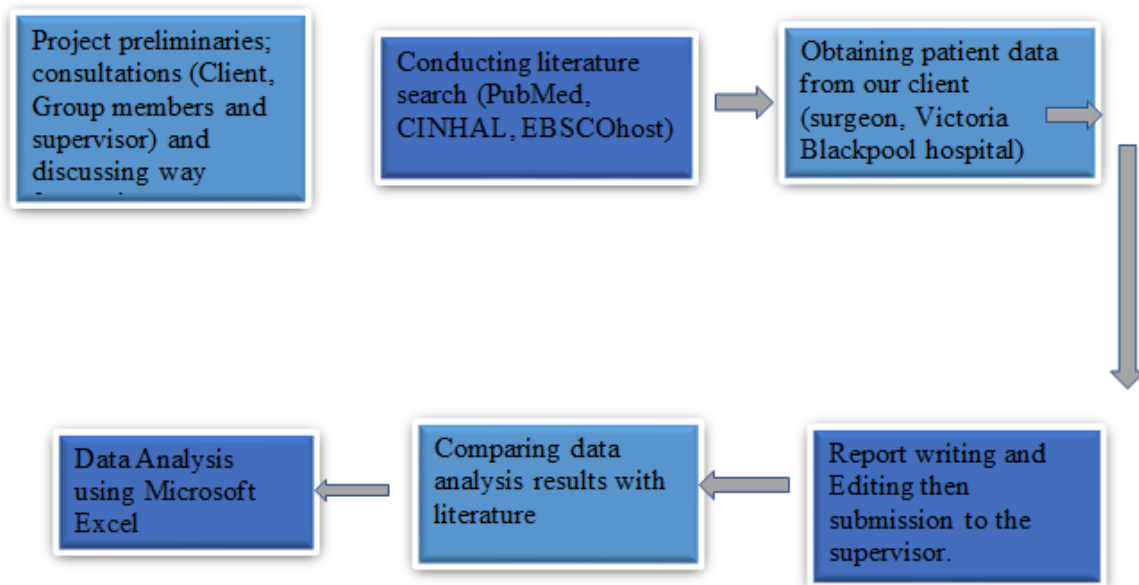 Project preliminaries;
consultations (Client,
Group members and
supervisor) and
discussing way
Conducting literature
search (PubMed,
CINHAL, EBSCOhost)
Obtaining patient data
from our client
(surgeon, Victoria
Blackpool hospital)
Data Analysis
using Microsoft
Excel
Comparing data
analysis results with
literature
Report writing and
Editing then
submission to the
supervisor.